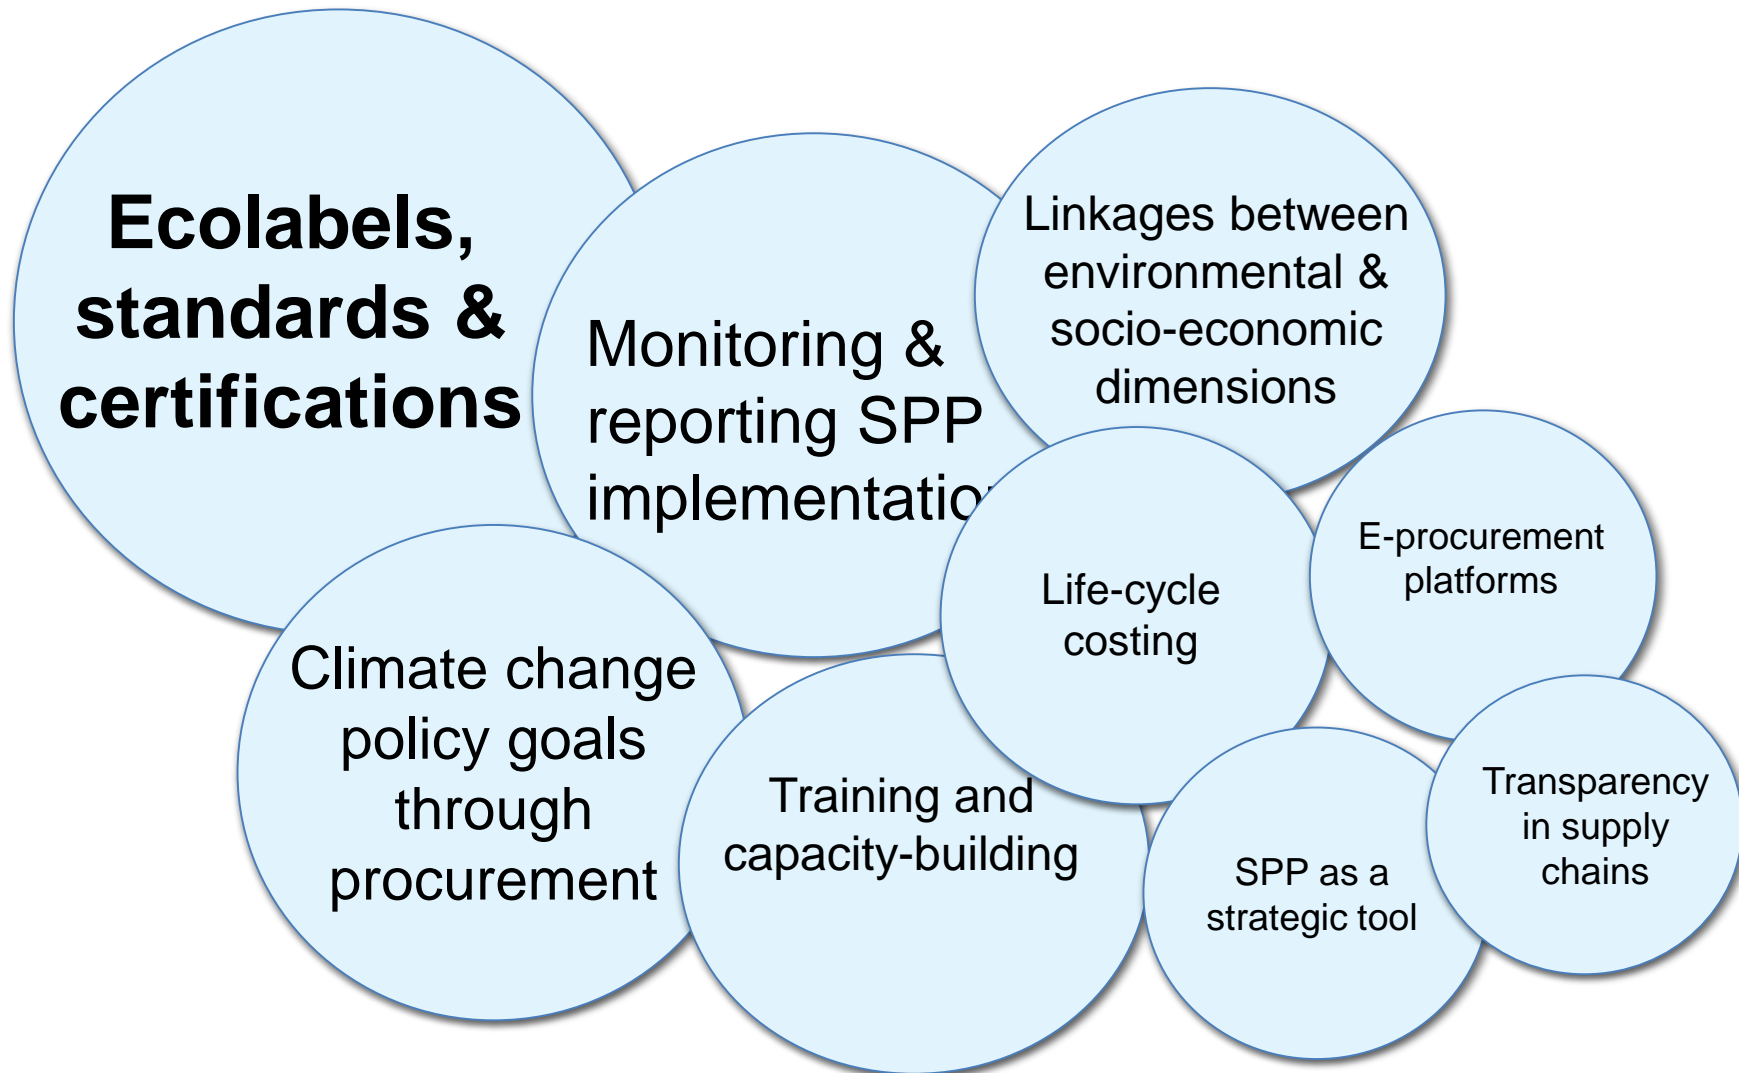 Ecolabels,
standards &
certifications
Monitoring &
reporting SPP
implementation
Linkages between
environmental &
socio-economic
dimensions
E-procurement
platforms
Life-cycle
costing
Climate change
policy goals
through
procurement
Training and
capacity-building
SPP as a
strategic tool
Transparency
in supply
chains